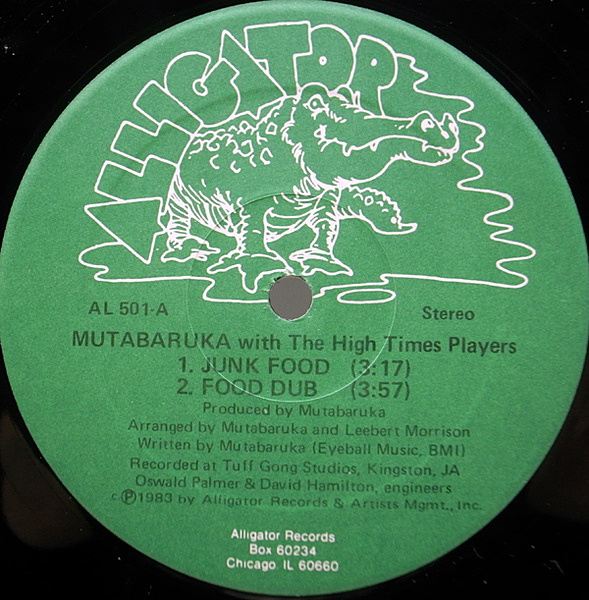 ALLIGATOR
AL 501-A Stereo
MUTABARUKA with The High Times Players
1. JUNK FOOD (3:17)
2. FOOD DUB (3:57)
Produced by Mutabaruka
Arranged by Mutabaruka and Leebert Morrison
Written by Mutabaruka (Eyeball Music, BMI)
Recorded at Tuff Gong Studios, Kingston, JA
Oswald Palmer & David Hamilton, engineers
c ℗1983 by Alligator Records & Artists Mgmt., Inc.
Alligator Records
Box 60234
Chicago IL 60660